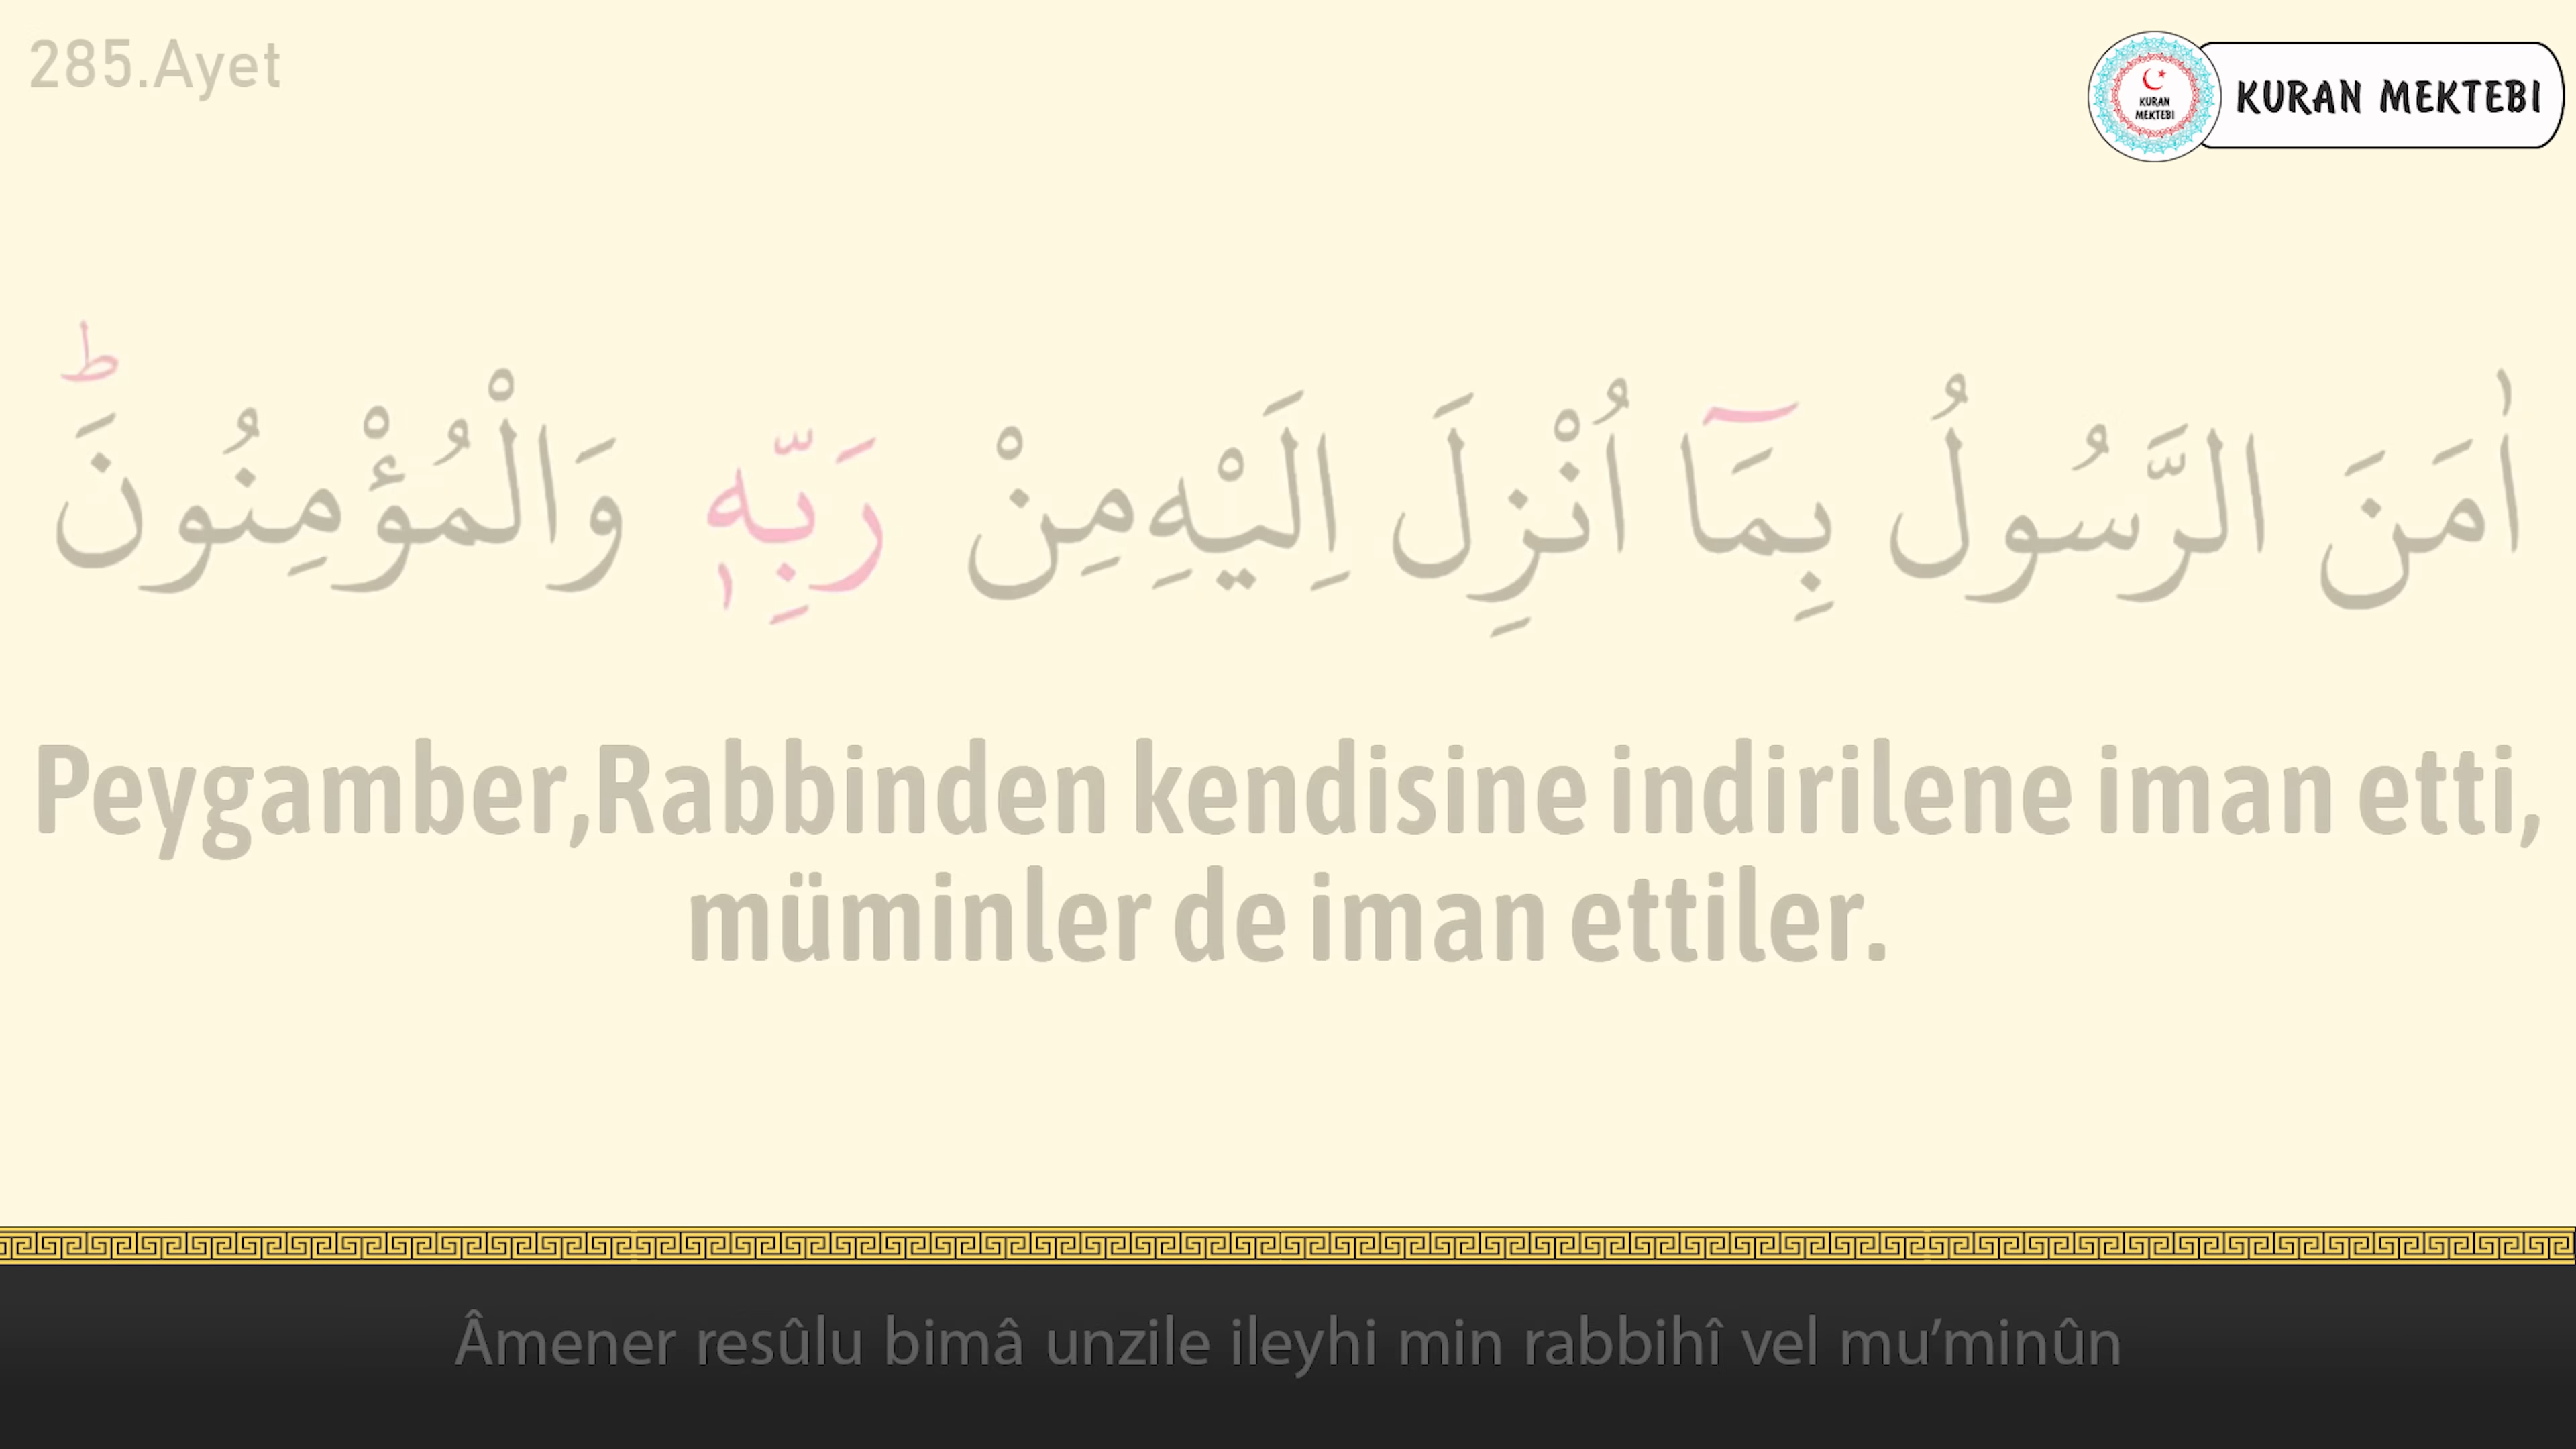 285.Ayet
KURAN
MEKTEBI
KURAN MEKTEBI
اٰمَنَ الرَّسُولُ بِمَٓا اُنْزِلَ اِلَيْهِ مِنْ رَبِّه۪ وَالْمُؤْمِنُونَۜ
Peygamber,Rabbinden kendisine indirilene iman etti,
müminler de iman ettiler.
Âmener resûlu bimâ unzile ileyhi min rabbihî vel mu’minûn